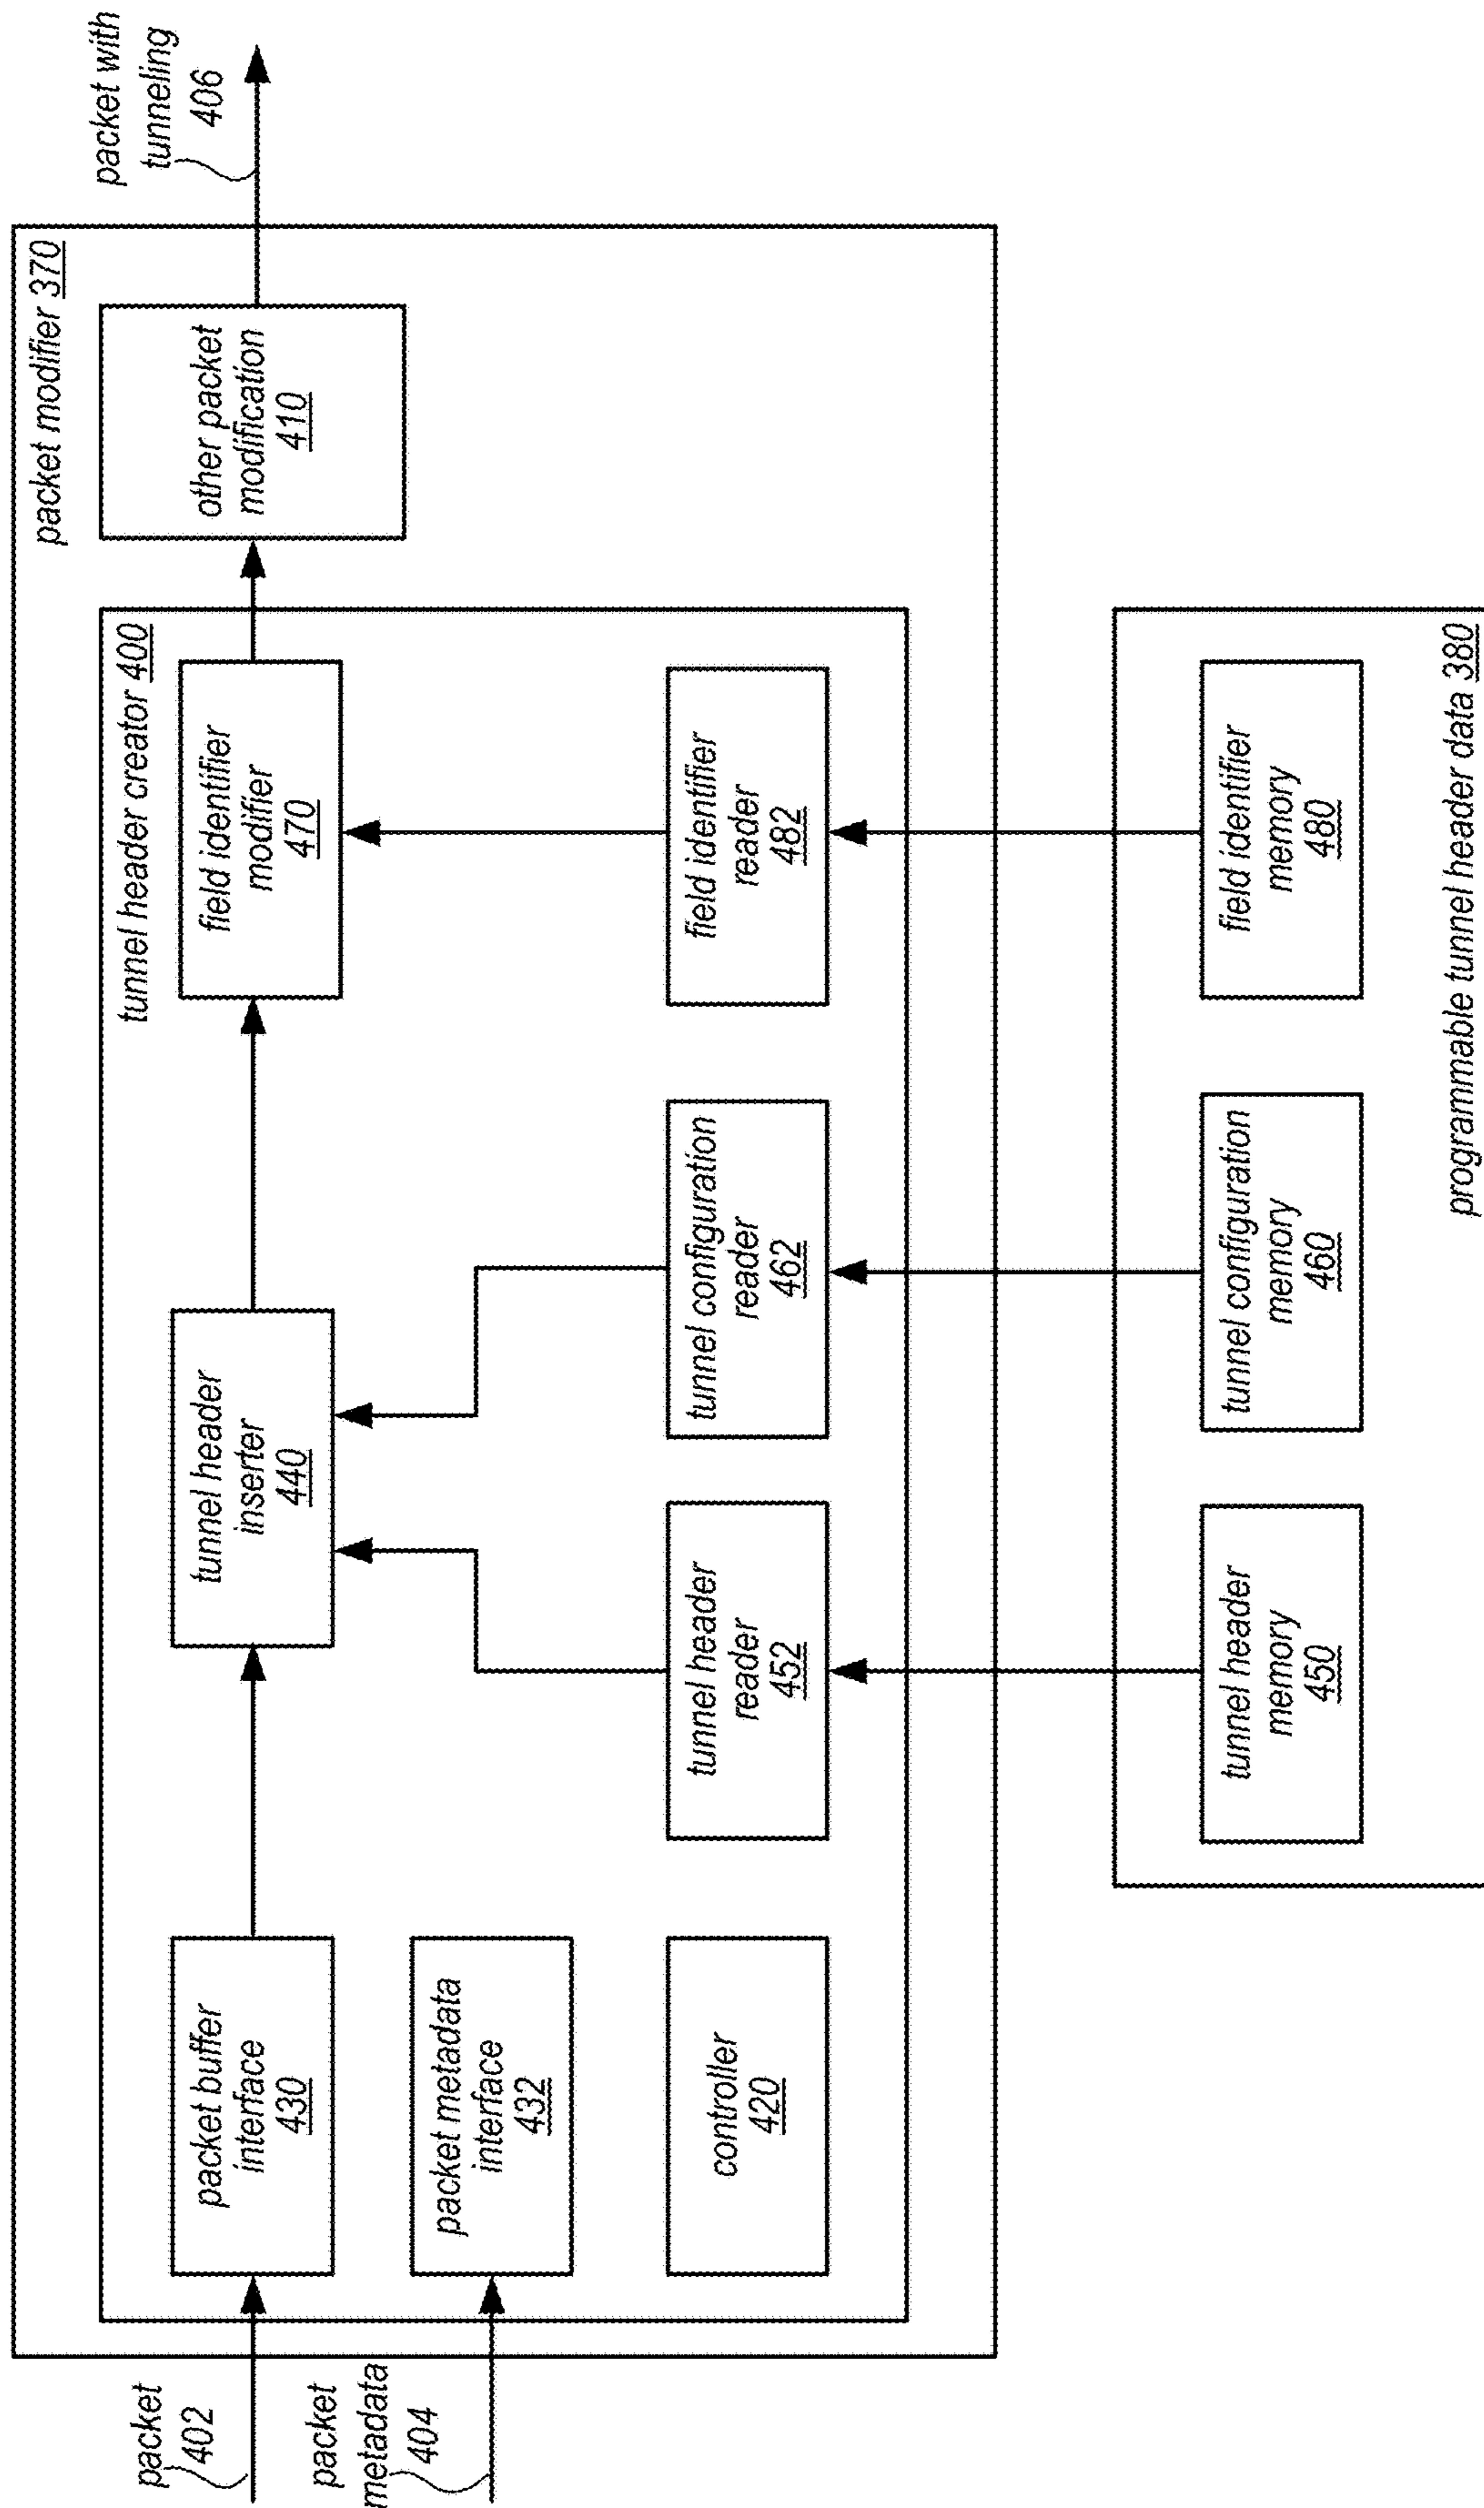 packet
402
packet
metadata
404
packet modifier 370
tunnel header creator 400
packet buffer
interface
430
packet metadata
interface
432
controller
420
tunnel header
inserter
440
tunnel header
reader
452
tunnel configuration
reader
462
field identifier
modifier
470
field identifier
reader
482
other packet
modification
410
packet with
tunneling
406
tunnel header
memory
450
tunnel configuration
memory
460
field identifier
memory
480
programmable tunnel header data 380